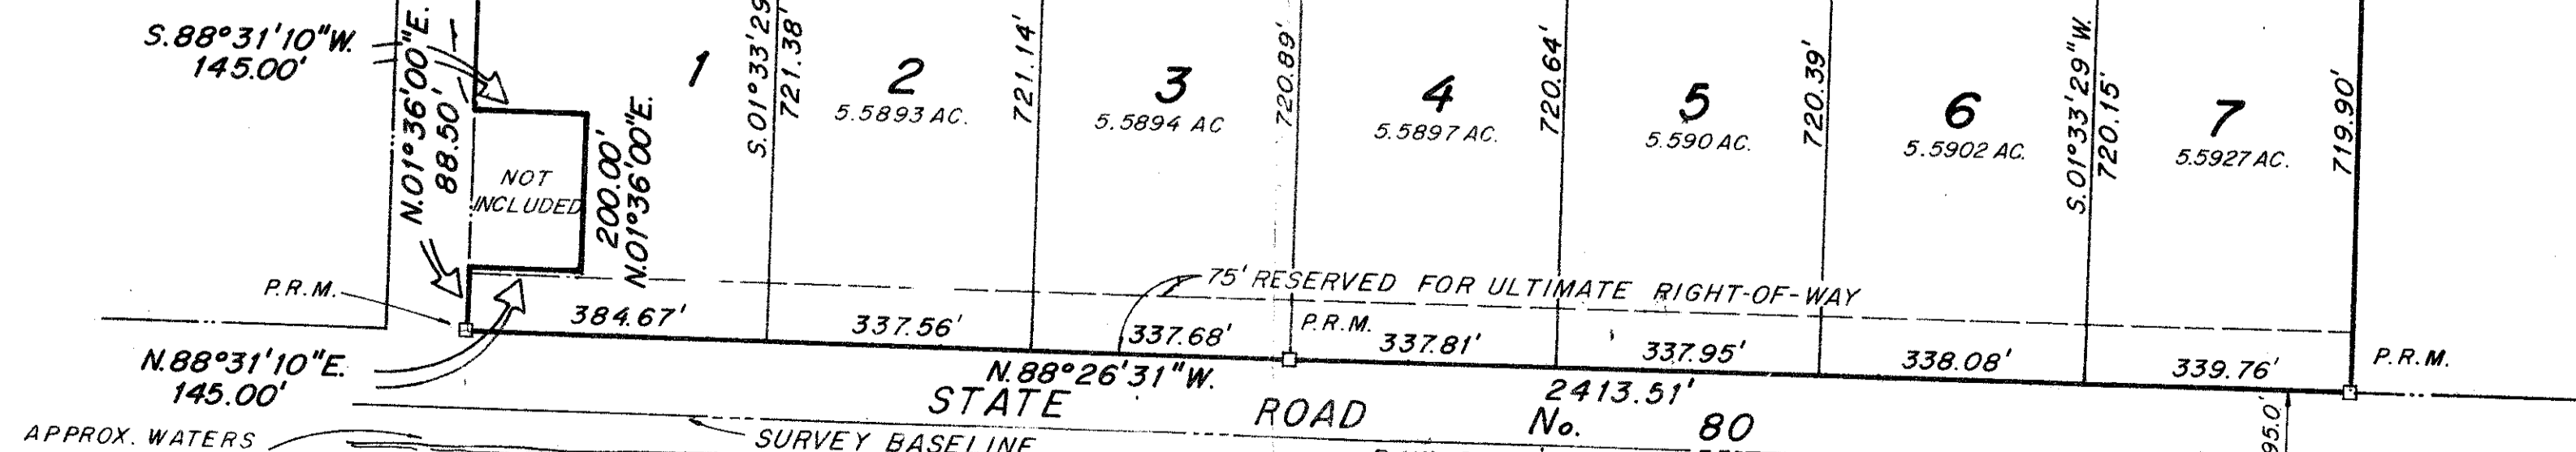 S.88°31'10"W.
145.00'
N.01°36'00"E.
88.50'
NOT
INCLUDED
200.00'
N.01°36'00"E.
1
S.01°33'29
721.38'
2
5.5893 AC.
721.14'
3
5.5894 AC
720.89'
4
5.5897 AC.
720.64'
5
5.590 AC.
720.39'
6
5.5902 AC.
S.01°33'29"W.
720.15'
7
5.5927 AC.
719.90'
75' RESERVED FOR ULTIMATE RIGHT-OF-WAY
P.R.M.
384.67'
337.56'
337.68'
P.R.M.
337.81'
337.95'
338.08'
339.76'
P.R.M.
N.88°31'10"E.
145.00'
N.88°26'31"W.
2413.51'
STATE ROAD No. 80
95.0'
APPROX. WATERS
SURVEY BASELINE